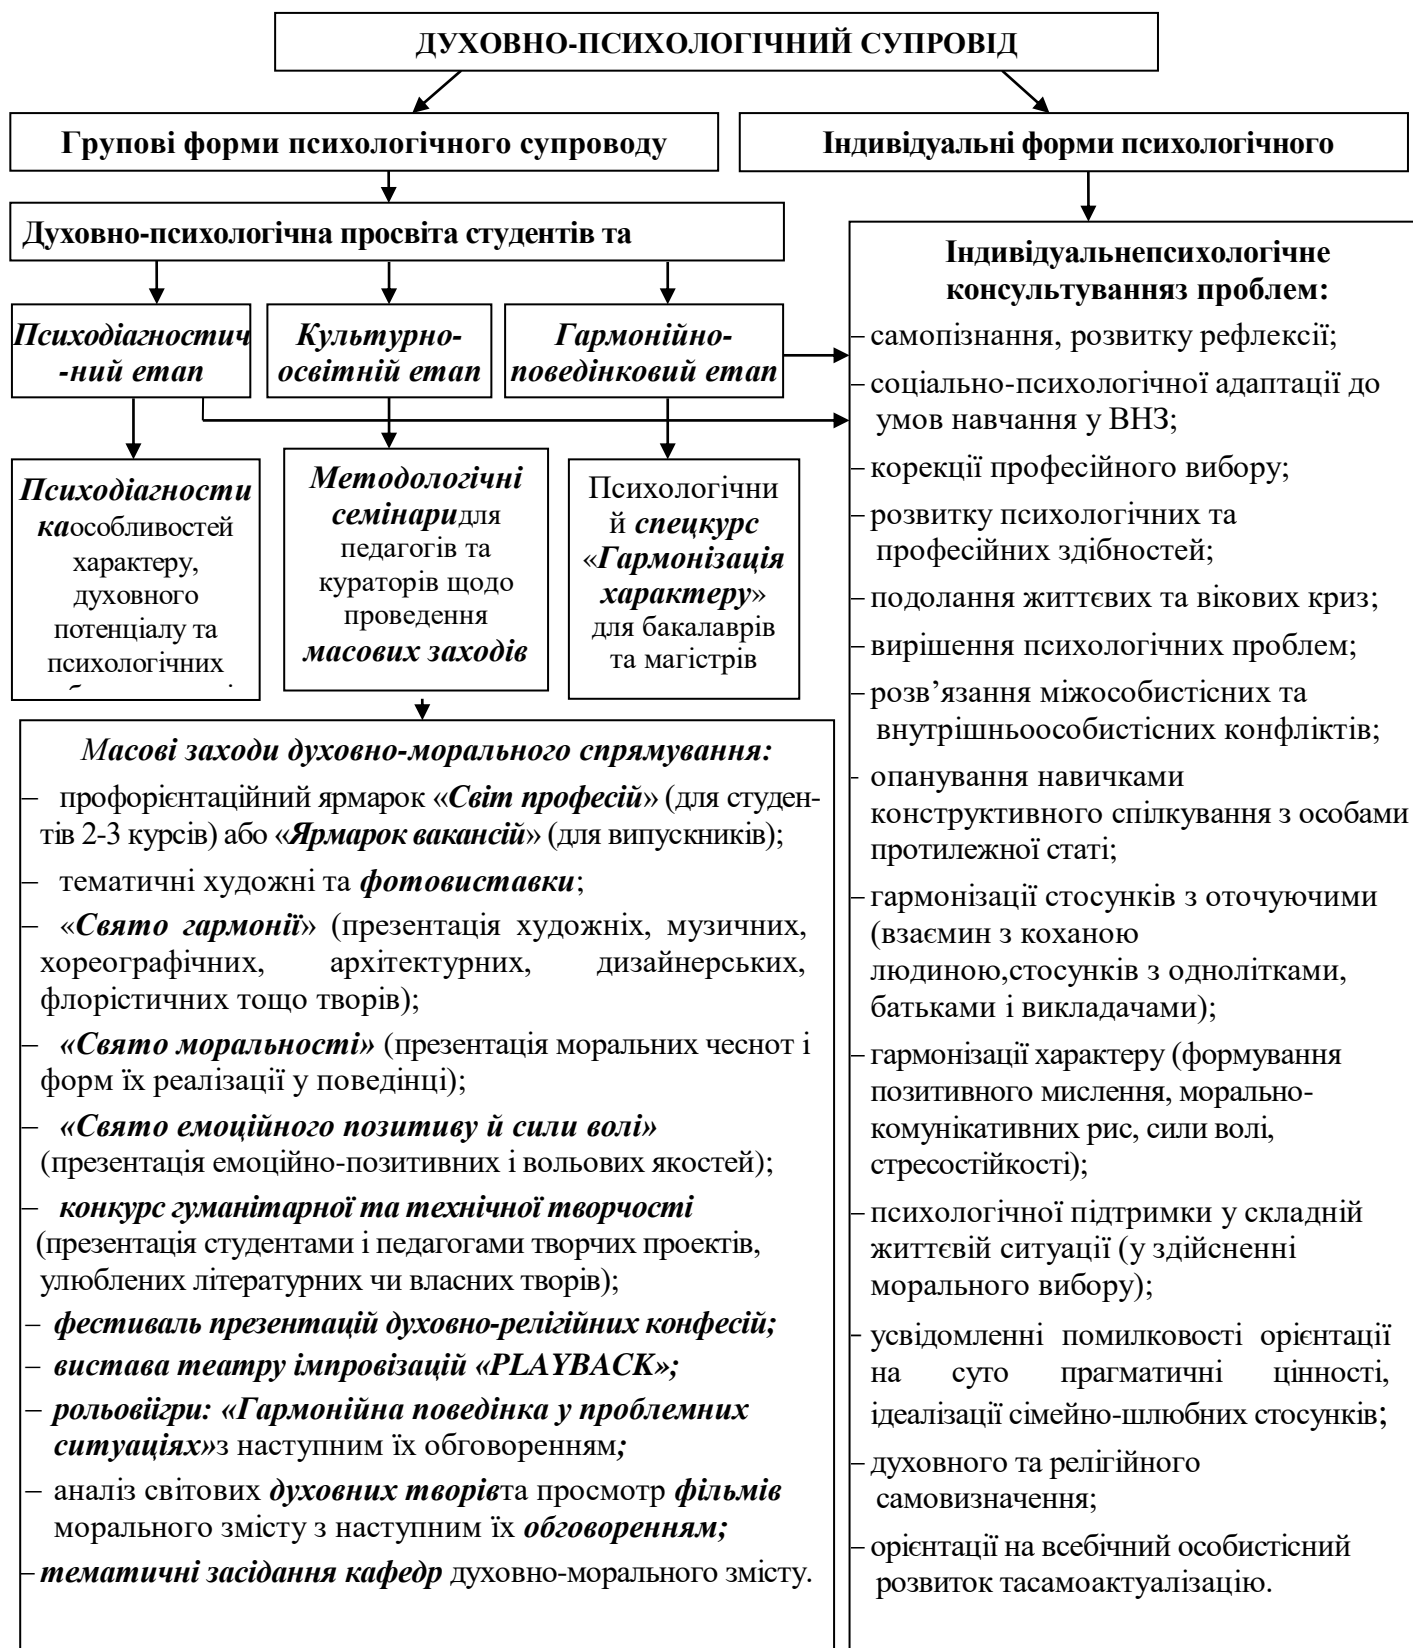 ДУХОВНО-ПСИХОЛОГІЧНИЙ СУПРОВІД
Групові форми психологічного супроводу
Індивідуальні форми психологічного
Духовно-психологічна просвіта студентів та
Психодіагностич
-ний етап
Культурно-
освітній етап
Гармонійно-
поведінковий етап
Психодіагности
каособливостей
характеру,
духовного
потенціалу та
психологічних
Методологічні
семінаридля
педагогів та
кураторів щодо
проведення
масових заходів
Психологічни
й спецкурс
«Гармонізація
характеру»
для бакалаврів
та магістрів
Масові заходи духовно-морального спрямування:
– профорієнтаційний ярмарок «Світ професій» (для студен-
тів 2-3 курсів) або «Ярмарок вакансій» (для випускників);
– тематичні художні та фотовиставки;
– «Свято гармонії» (презентація художніх, музичних,
хореографічних, архітектурних, дизайнерських,
флористичних тощо творів);
– «Свято моральності» (презентація моральних чеснот і
форм їх реалізації у поведінці);
– «Свято емоційного позитиву й сили волі»
(презентація емоційно-позитивних і вольових якостей);
– конкурс гуманітарної та технічної творчості
(презентація студентами і педагогами творчих проектів,
улюблених літературних чи власних творів);
– фестиваль презентацій духовно-релігійних конфесій;
– вистава театру імпровізацій «PLAYBACK»;
– рольовіігри: «Гармонійна поведінка у проблемних
ситуаціях»з наступним їх обговоренням;
– аналіз світових духовних творівта просмотр фільмів
морального змісту з наступним їх обговоренням;
– тематичні засідання кафедр духовно-морального змісту.
Індивідуальнепсихологічне
консультуванняз проблем:
– самопізнання, розвитку рефлексії;
– соціально-психологічної адаптації до
умов навчання у ВНЗ;
– корекції професійного вибору;
– розвитку психологічних та
професійних здібностей;
– подолання життєвих та вікових криз;
– вирішення психологічних проблем;
– розв’язання міжособистісних та
внутрішньоособистісних конфліктів;
- опанування навичками
конструктивного спілкування з особами
протилежної статі;
– гармонізації стосунків з оточуючими
(взаємин з коханою
людиною,стосунків з однолітками,
батьками і викладачами);
– гармонізації характеру (формування
позитивного мислення, морально-
комунікативних рис, сили волі,
стресостійкості);
– психологічної підтримки у складній
життєвій ситуації (у здійсненні
морального вибору);
- усвідомленні помилковості орієнтації
на суто прагматичні цінності,
ідеалізації сімейно-шлюбних стосунків;
– духовного та релігійного
самовизначення;
– орієнтації на всебічний особистісний
розвиток тасамоактуалізацію.